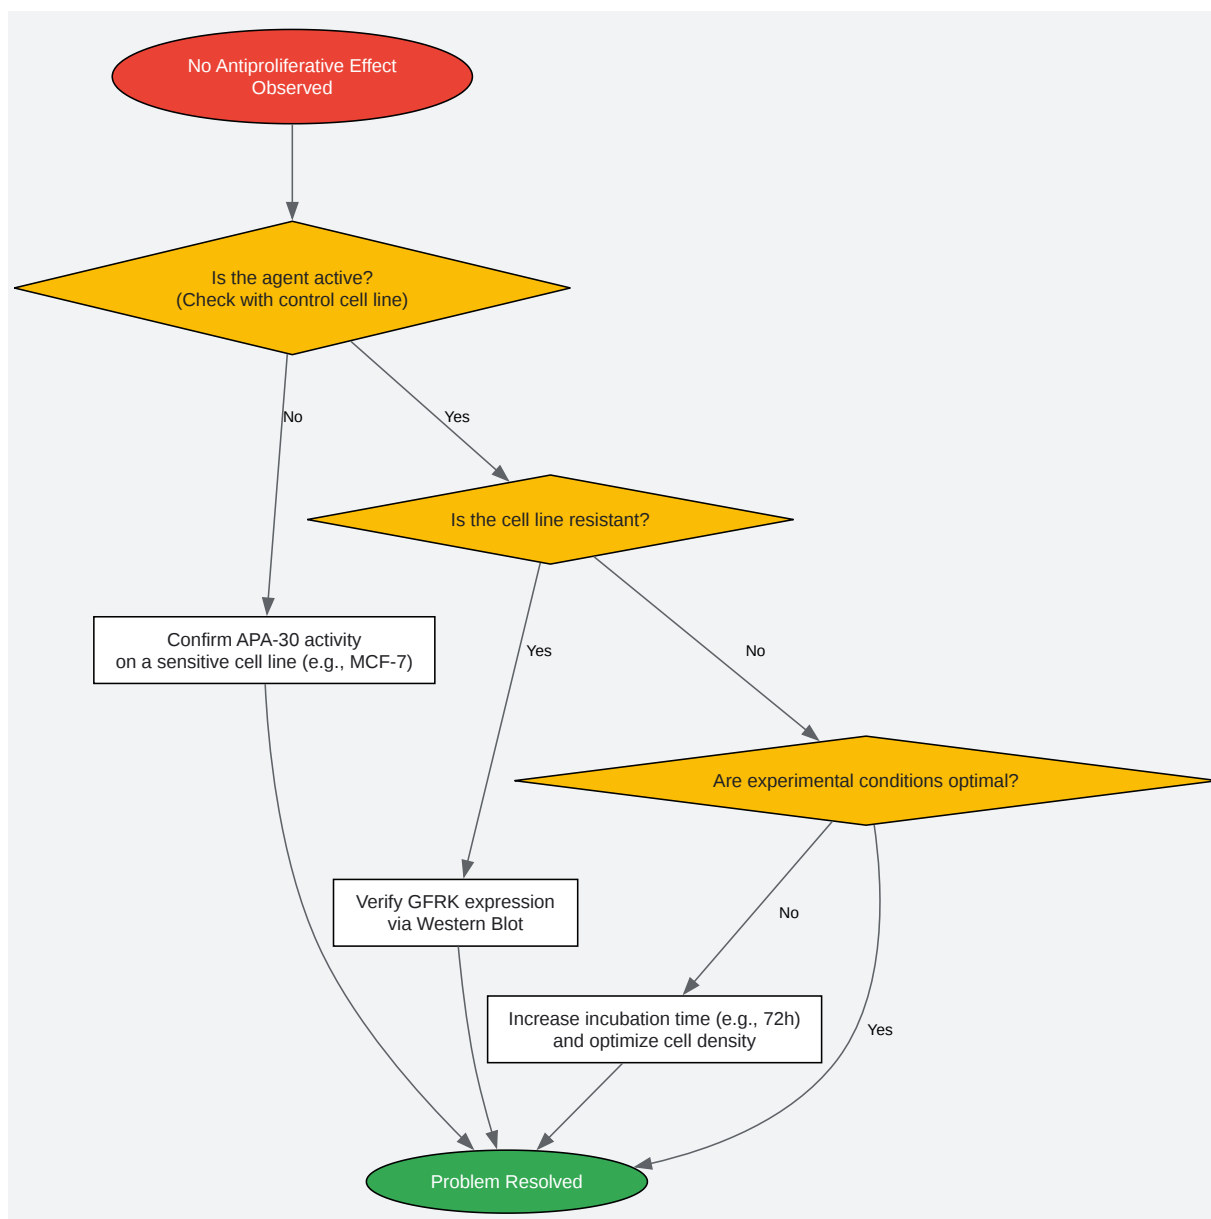 No Antiproliferative Effect
Observed
Is the agent active?
(Check with control cell line)
No
Yes
Is the cell line resistant?
Confirm APA-30 activity
on a sensitive cell line (e.g., MCF-7)
Yes
No
Are experimental conditions optimal?
Verify GFRK expression
via Western Blot
No
Increase incubation time (e.g., 72h)
and optimize cell density
Yes
Problem Resolved